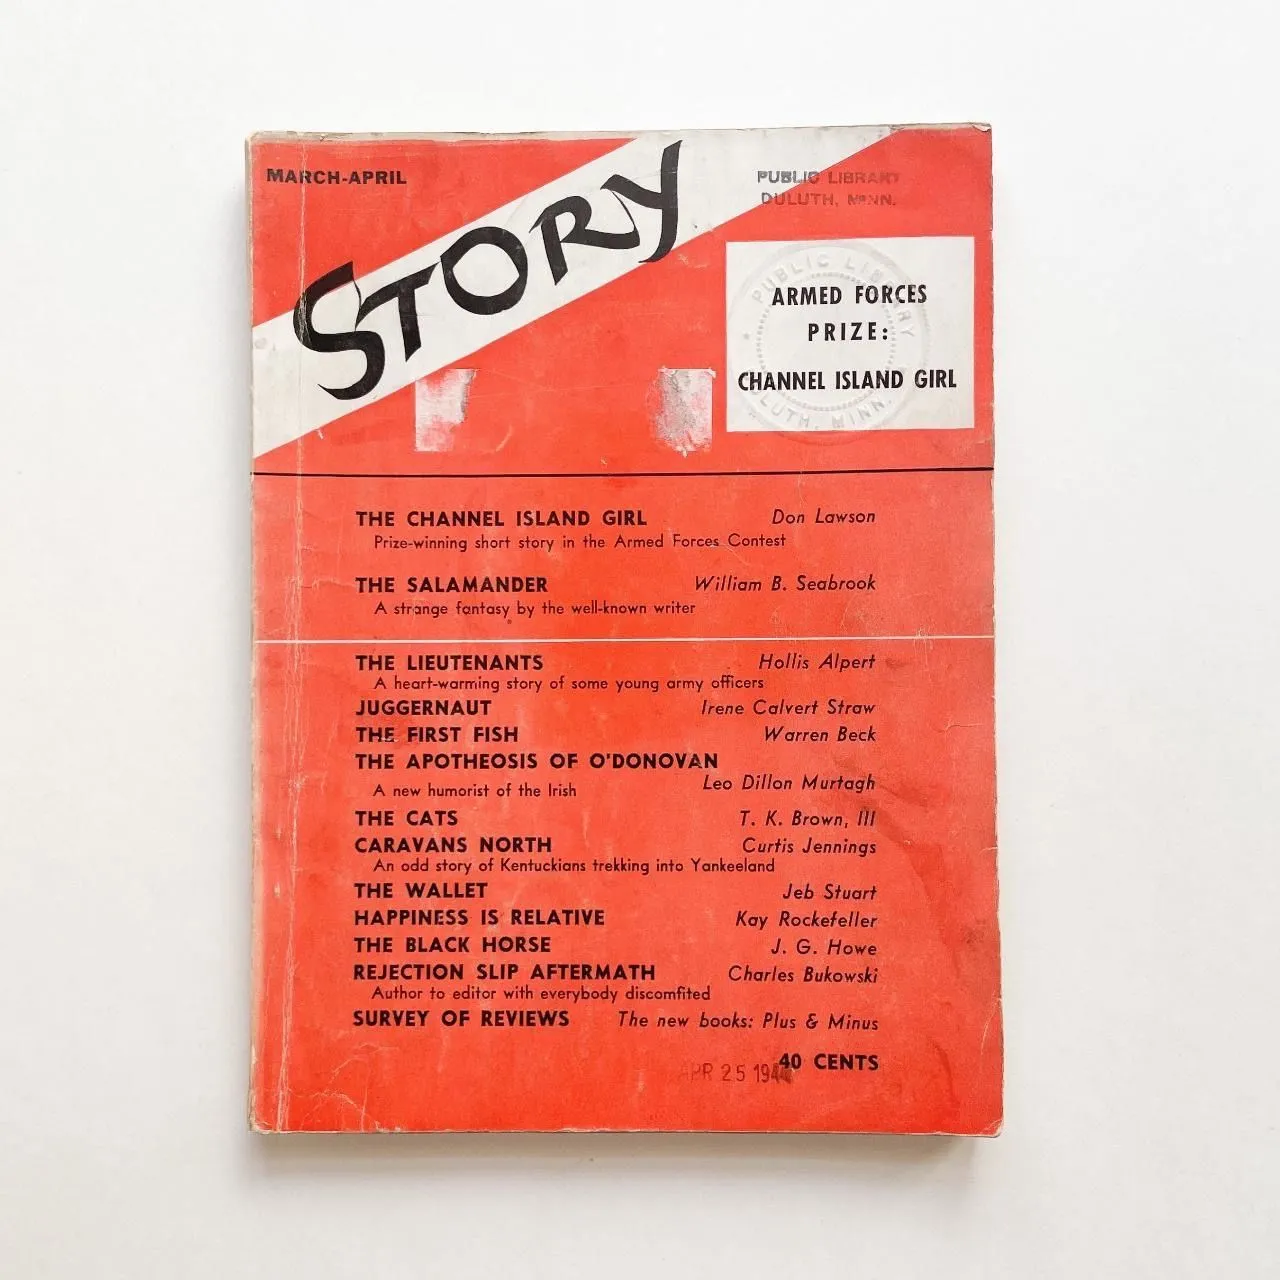 MARCH-APRIL
STORY
PUBLIC LIBRARY
DULUTH, MINN.
PUBLIC LIBRARY
DULUTH, MINN.
ARMED FORCES
PRIZE:
CHANNEL ISLAND GIRL
THE CHANNEL ISLAND GIRL Don Lawson
Prize-winning short story in the Armed Forces Contest
THE SALAMANDER William B. Seabrook
A strange fantasy by the well-known writer
THE LIEUTENANTS Hollis Alpert
A heart-warming story of some young army officers
JUGGERNAUT Irene Calvert Straw
THE FIRST FISH Warren Beck
THE APOTHEOSIS OF O'DONOVAN
Leo Dillon Murtagh
A new humorist of the Irish
THE CATS T. K. Brown, III
CARAVANS NORTH Curtis Jennings
An odd story of Kentuckians trekking into Yankeeland
THE WALLET Jeb Stuart
HAPPINESS IS RELATIVE Kay Rockefeller
THE BLACK HORSE J. G. Howe
REJECTION SLIP AFTERMATH Charles Bukowski
Author to editor with everybody discomfited
SURVEY OF REVIEWS The new books: Plus & Minus
40 CENTS
APR 25 1944